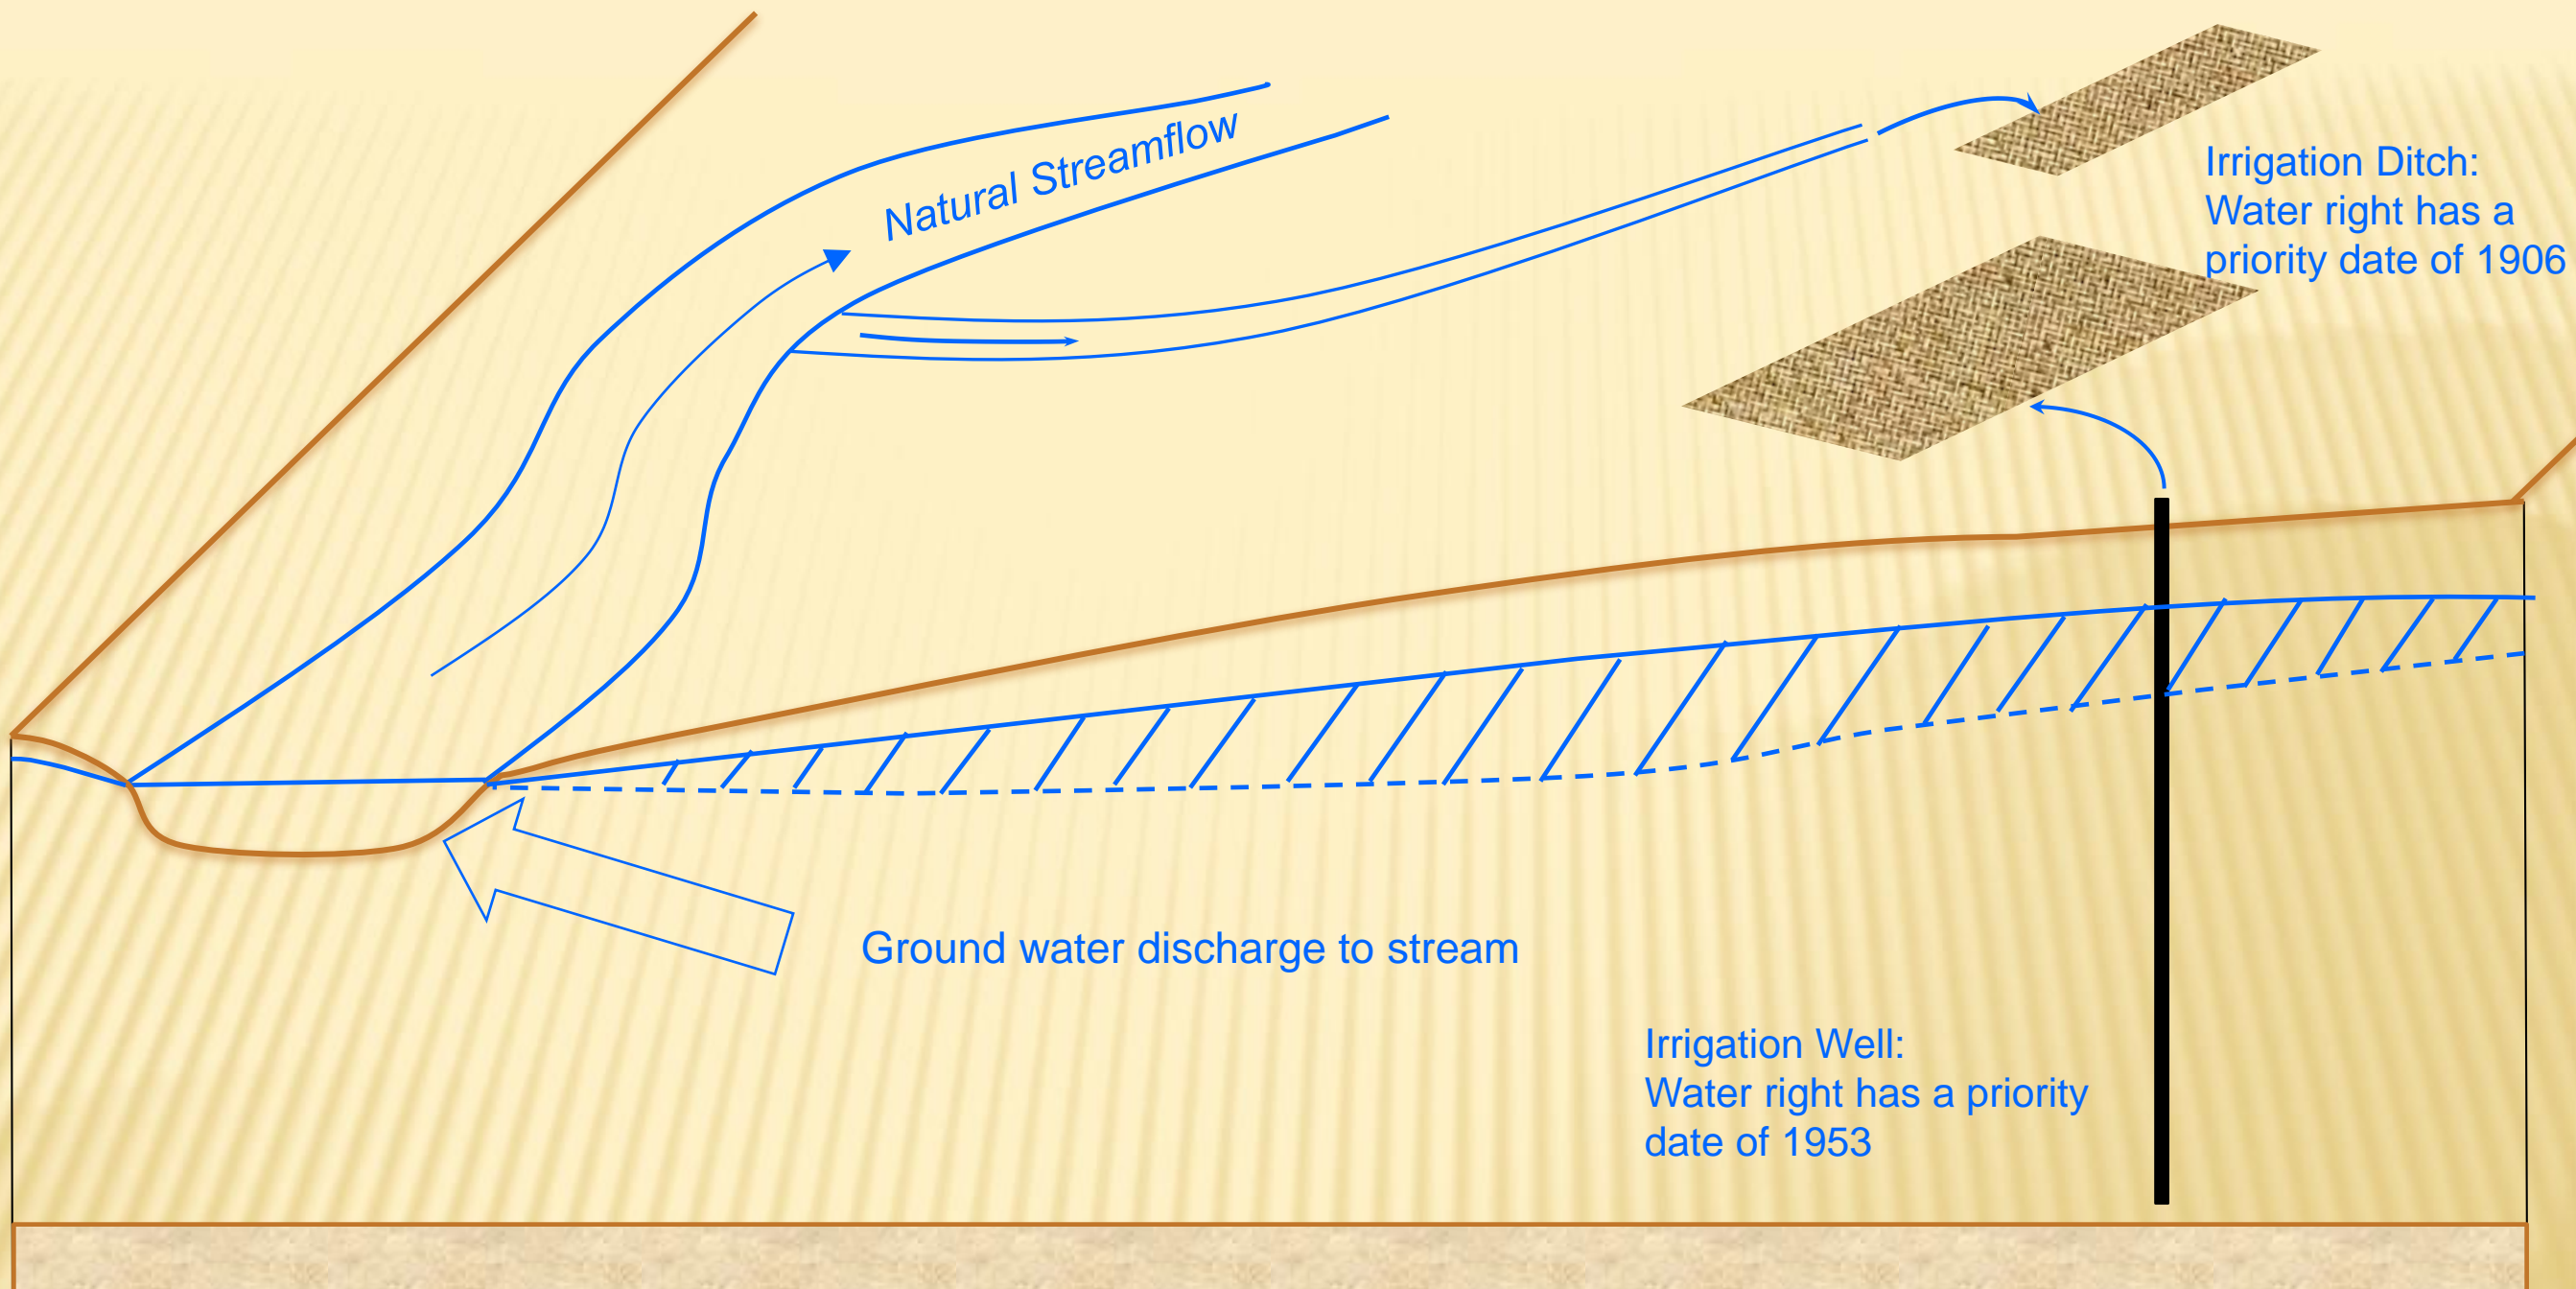 Natural Streamflow
Irrigation Ditch:
Water right has a
priority date of 1906
Ground water discharge to stream
Irrigation Well:
Water right has a priority
date of 1953